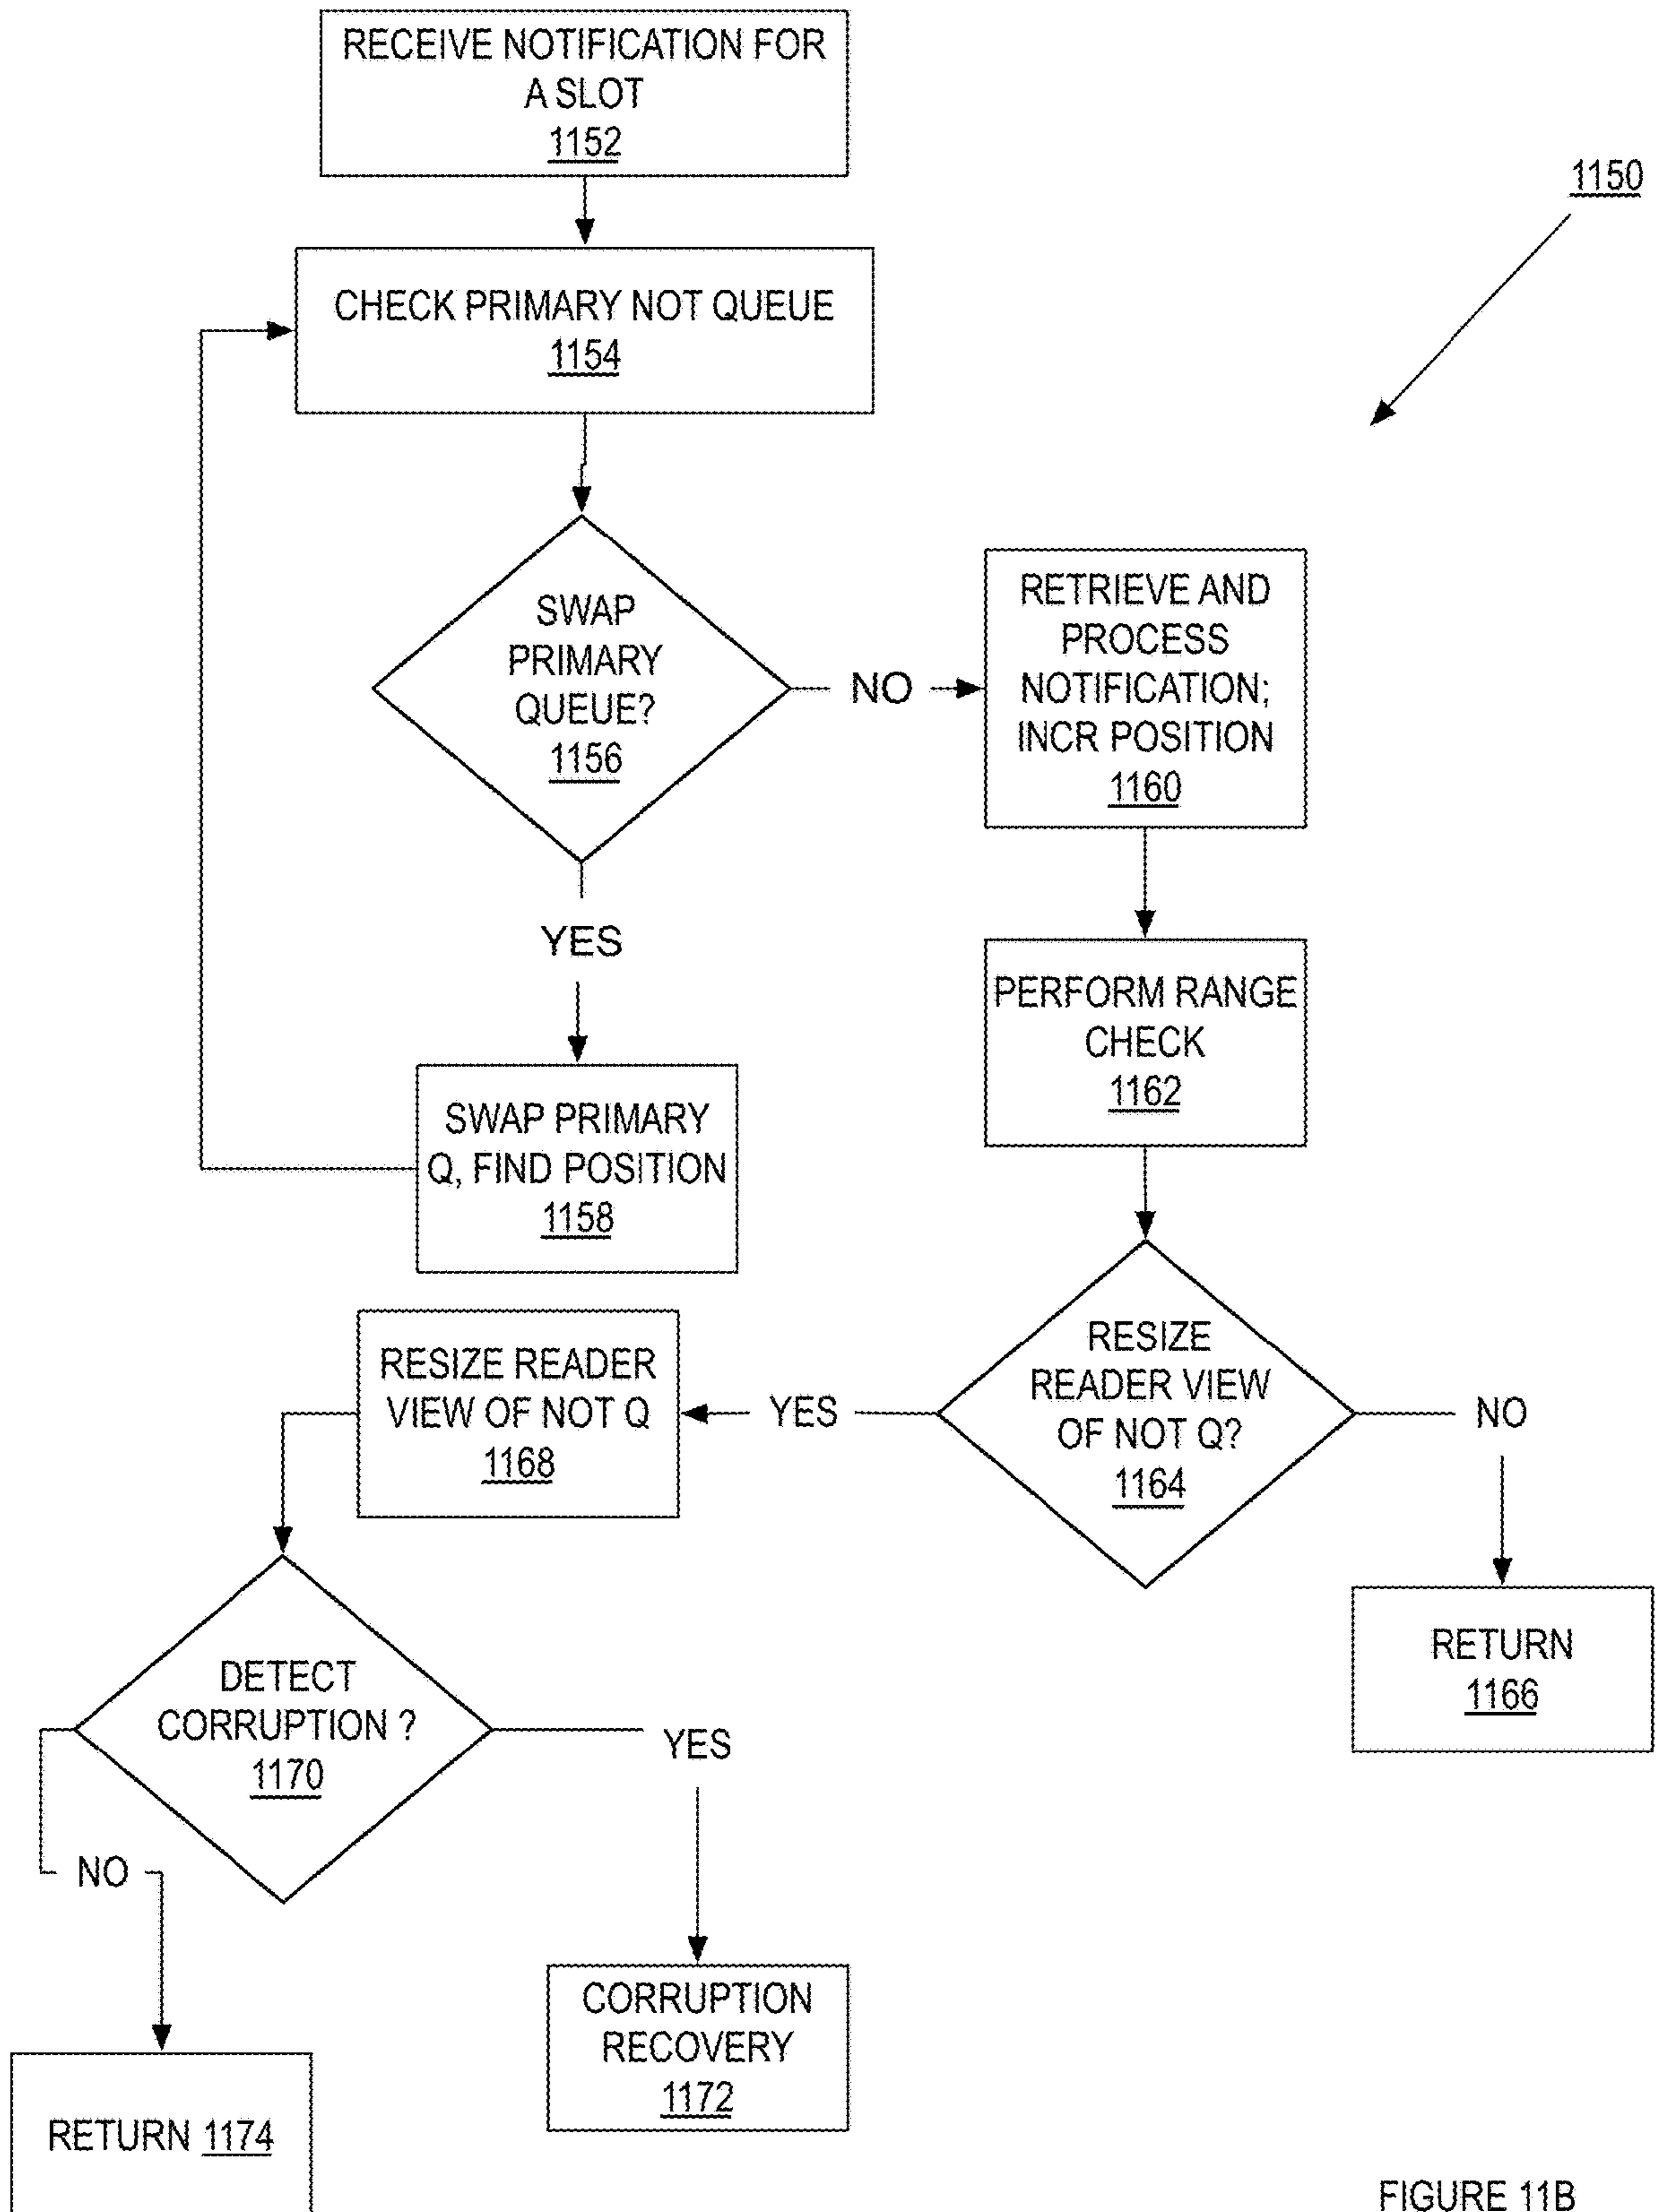 RECEIVE NOTIFICATION FOR
A SLOT
1152
1150
CHECK PRIMARY NOT QUEUE
1154
SWAP
PRIMARY
QUEUE?
1156
NO
RETRIEVE AND
PROCESS
NOTIFICATION;
INCR POSITION
1160
YES
PERFORM RANGE
CHECK
1162
SWAP PRIMARY
Q, FIND POSITION
1158
RESIZE
READER VIEW
OF NOT Q?
1164
YES
NO
RESIZE READER
VIEW OF NOT Q
1168
RETURN
1166
DETECT
CORRUPTION ?
1170
YES
NO
CORRUPTION
RECOVERY
1172
RETURN 1174
FIGURE 11B